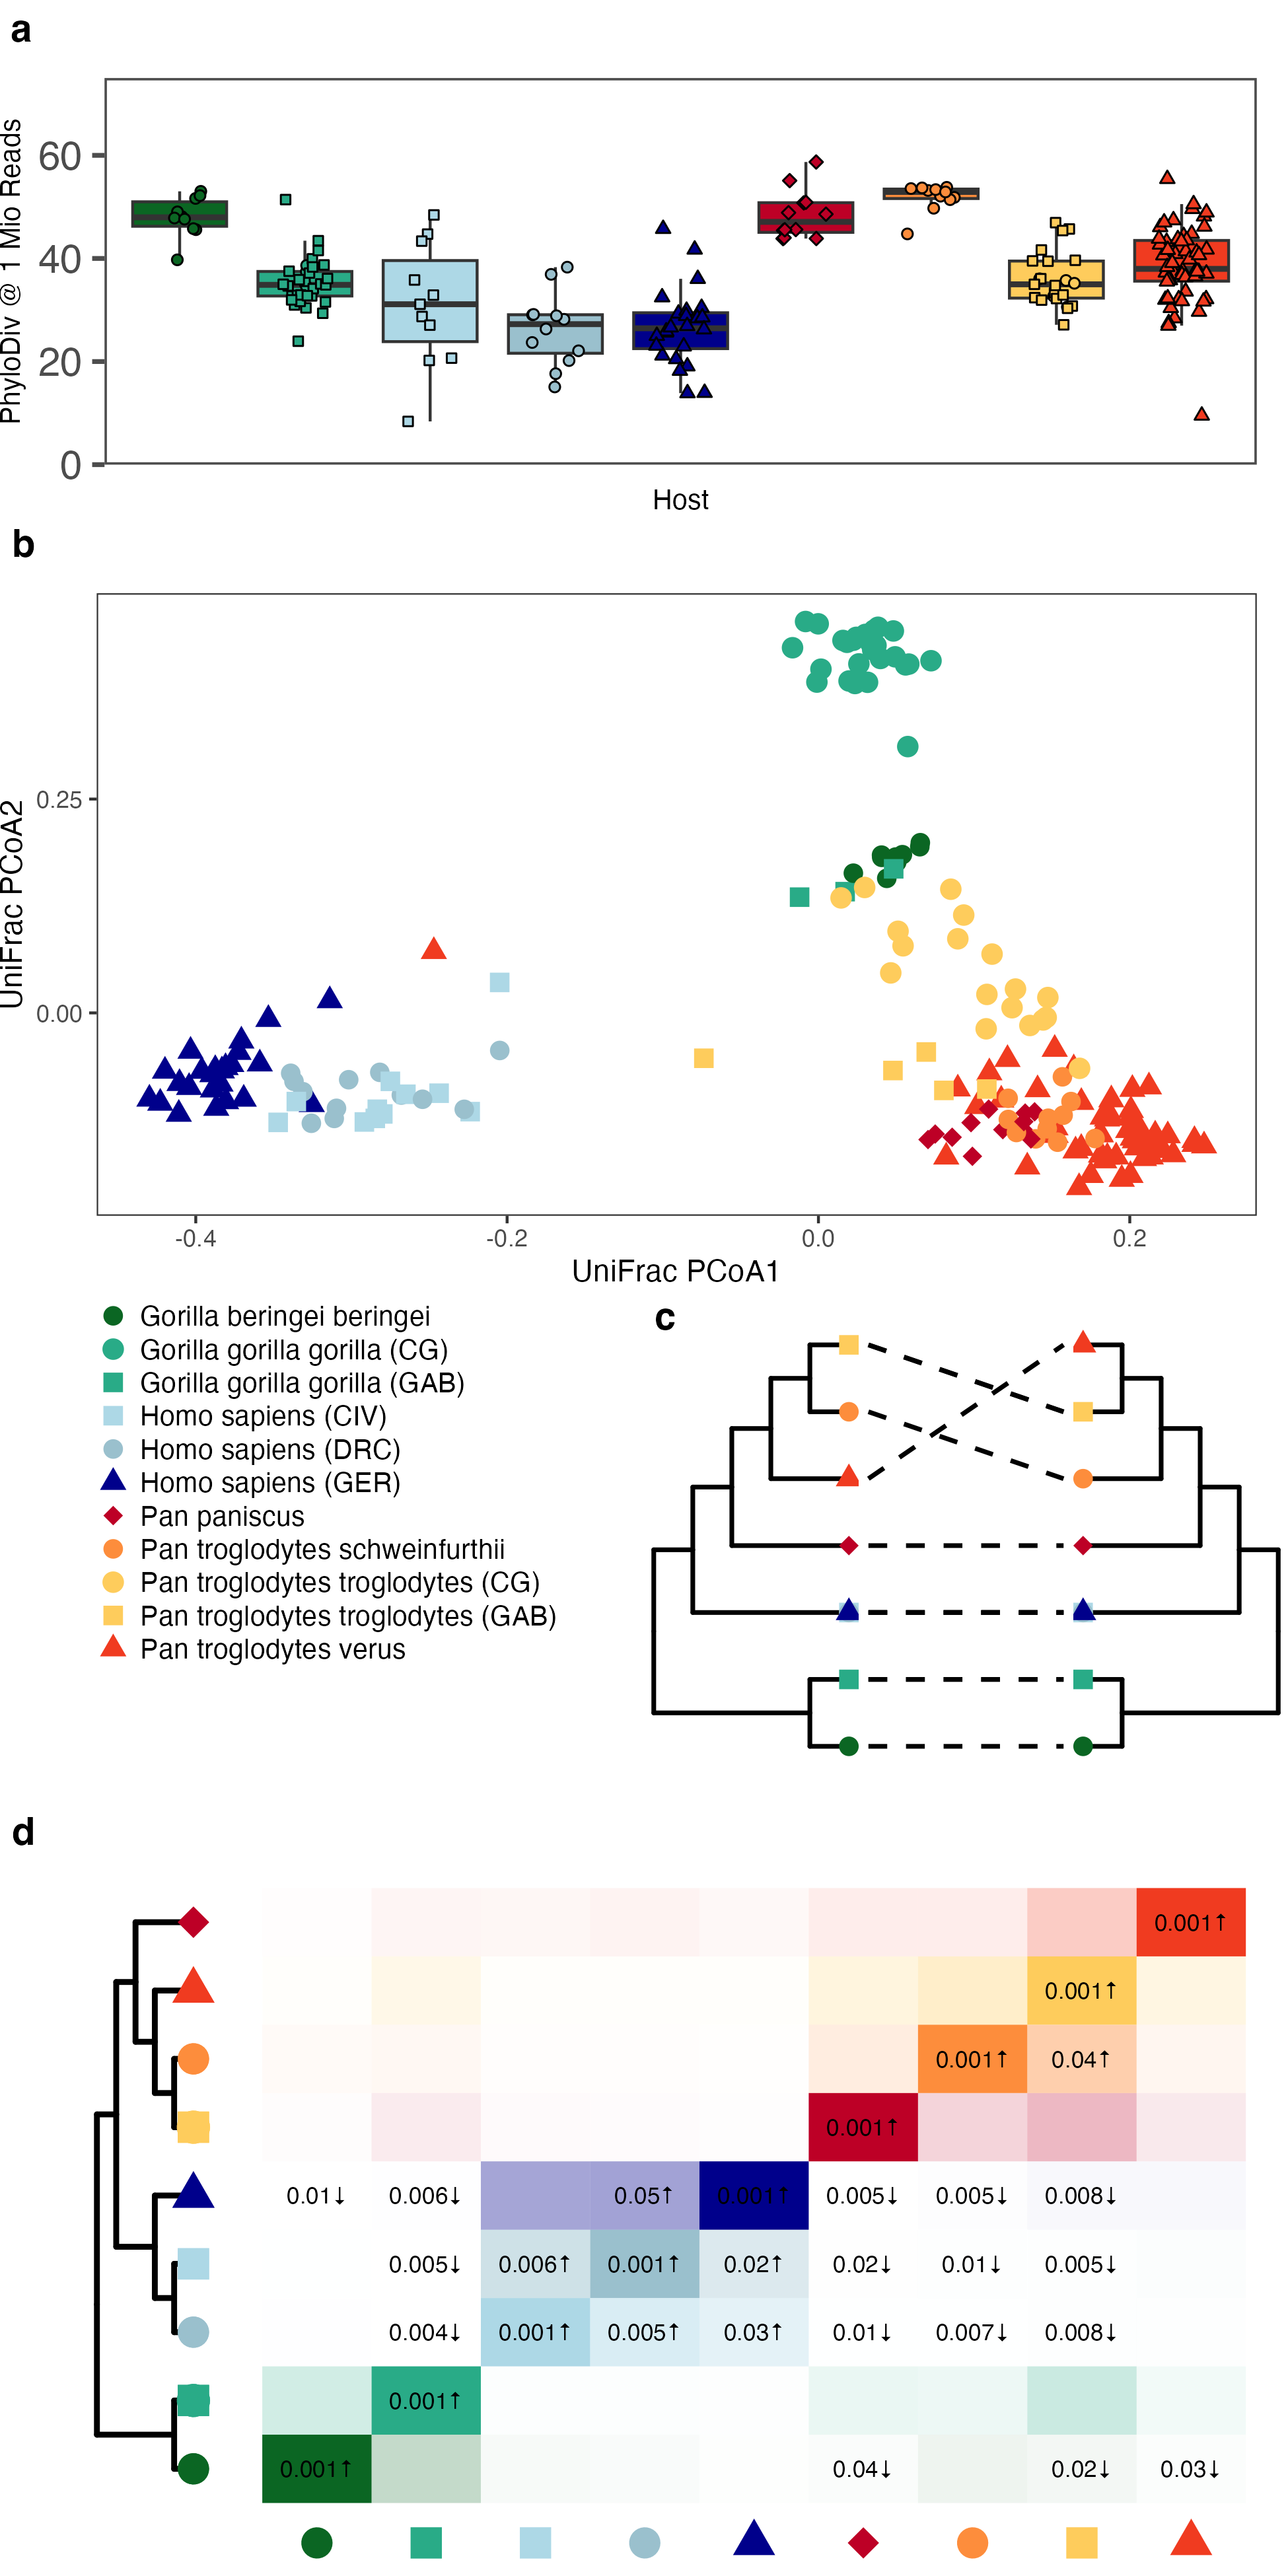 a
PhyloDiv @ 1 Mio Reads
60
40
20
0
Host
b
UniFrac PCoA2
0.25
0.00
-0.4 -0.2 0.0 0.2
UniFrac PCoA1
Gorilla beringei beringei
Gorilla gorilla gorilla (CG)
Gorilla gorilla gorilla (GAB)
Homo sapiens (CIV)
Homo sapiens (DRC)
Homo sapiens (GER)
Pan paniscus
Pan troglodytes schweinfurthii
Pan troglodytes troglodytes (CG)
Pan troglodytes troglodytes (GAB)
Pan troglodytes verus
c
d
0.001↑
0.001↑
0.001↑ 0.04↑
0.001↑
0.01↓ 0.006↓ 0.05↑ 0.001↑ 0.005↓ 0.005↓ 0.008↓
0.005↓ 0.006↑ 0.001↑ 0.02↑ 0.02↓ 0.01↓ 0.005↓
0.004↓ 0.001↑ 0.005↑ 0.03↑ 0.01↓ 0.007↓ 0.008↓
0.001↑
0.001↑ 0.04↓ 0.02↓ 0.03↓